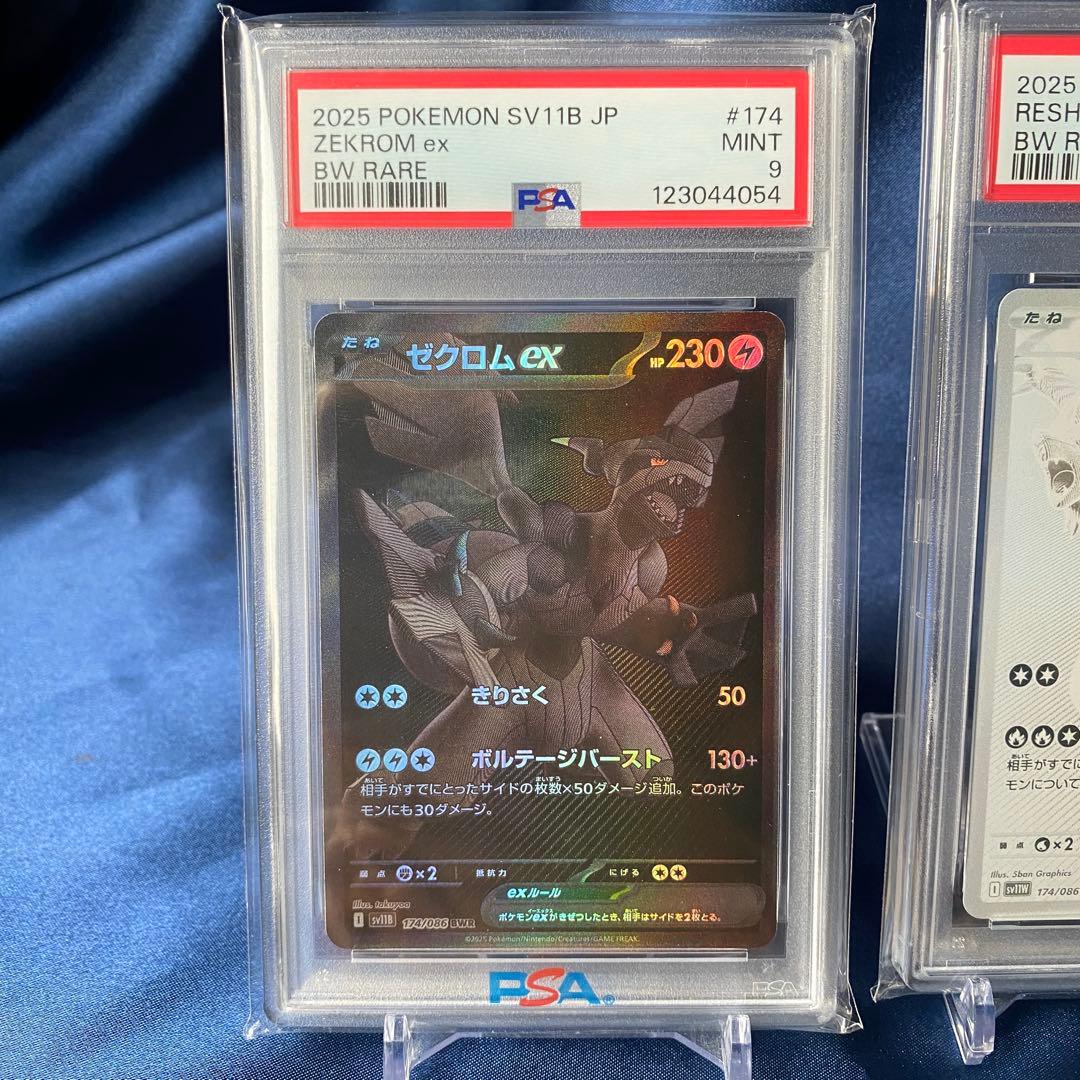 2025 POKEMON SV11B JP #174
ZEKROM ex MINT
BW RARE 9
123044054
PSA
たね ゼクロムex HP230
きりさく 50
ボルテージバースト 130+
相手がすでにとったサイドの枚数×50ダメージ追加。このポケ
モンにも30ダメージ。
弱点 ×2 抵抗力 にげる
exルール
ポケモンexがきぜつしたとき、相手はサイドを2枚とる。
Illus. takuyoa
I sv11B 174/086 BWR
©2025 Pokémon/Nintendo/Creatures/GAME FREAK.
PSA®
PSA
2025
RESH
BW R
たね
相手がすでに
モンについて
弱点 ×2
Illus. 5ban Graphics
I sv11W 174/086